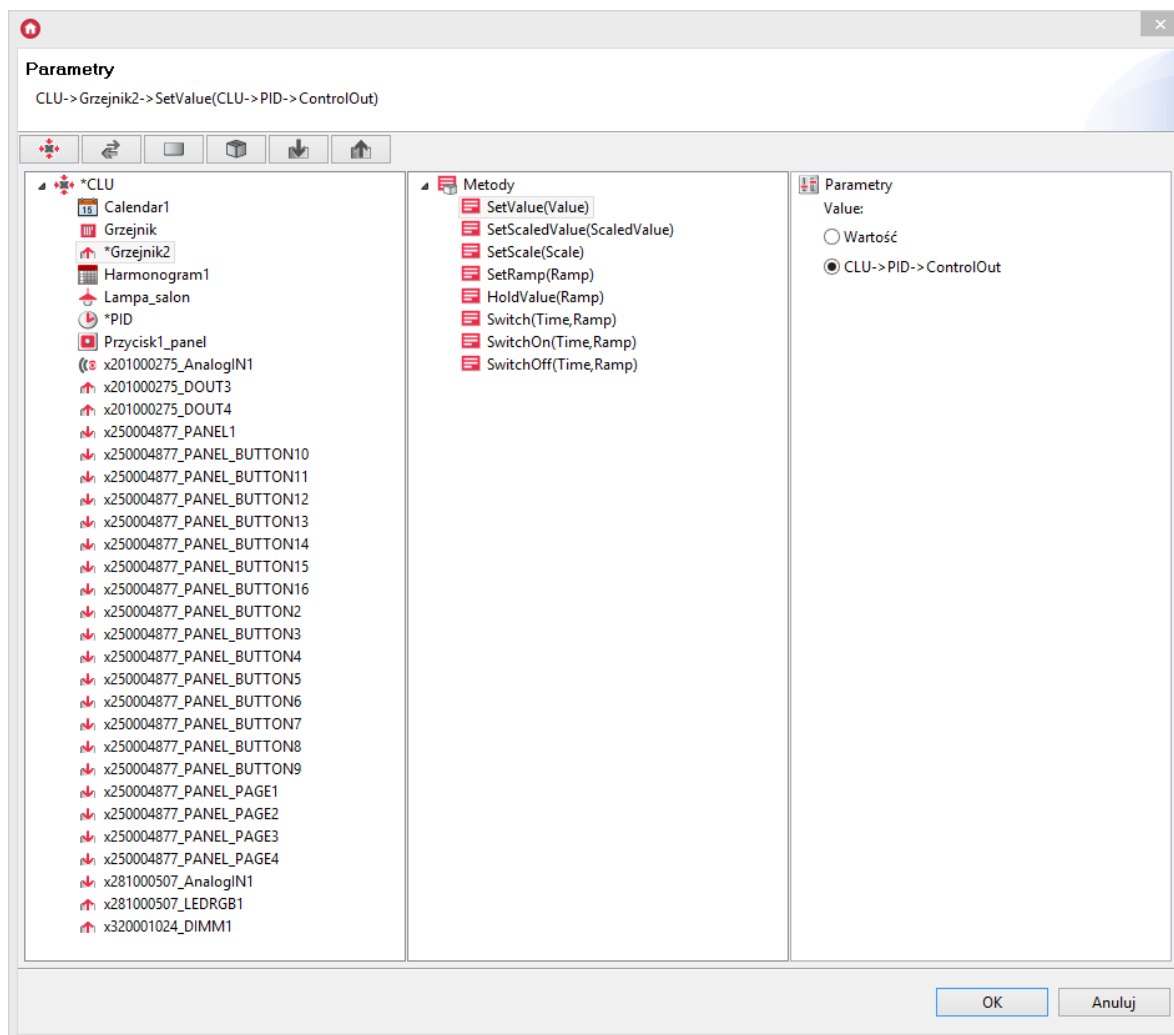 Parametry
CLU->Grzejnik2->SetValue(CLU->PID->ControlOut)
*CLU
15 Calendar1
Grzejnik
*Grzejnik2
Harmonogram1
Lampa_salon
*PID
Przycisk1_panel
x201000275_AnalogIN1
x201000275_DOUT3
x201000275_DOUT4
x250004877_PANEL1
x250004877_PANEL_BUTTON10
x250004877_PANEL_BUTTON11
x250004877_PANEL_BUTTON12
x250004877_PANEL_BUTTON13
x250004877_PANEL_BUTTON14
x250004877_PANEL_BUTTON15
x250004877_PANEL_BUTTON16
x250004877_PANEL_BUTTON2
x250004877_PANEL_BUTTON3
x250004877_PANEL_BUTTON4
x250004877_PANEL_BUTTON5
x250004877_PANEL_BUTTON6
x250004877_PANEL_BUTTON7
x250004877_PANEL_BUTTON8
x250004877_PANEL_BUTTON9
x250004877_PANEL_PAGE1
x250004877_PANEL_PAGE2
x250004877_PANEL_PAGE3
x250004877_PANEL_PAGE4
x281000507_AnalogIN1
x281000507_LEDRGB1
x320001024_DIMM1
Metody
SetValue(Value)
SetScaledValue(ScaledValue)
SetScale(Scale)
SetRamp(Ramp)
HoldValue(Ramp)
Switch(Time,Ramp)
SwitchOn(Time,Ramp)
SwitchOff(Time,Ramp)
Parametry
Value:
Wartość
CLU->PID->ControlOut
OK
Anuluj